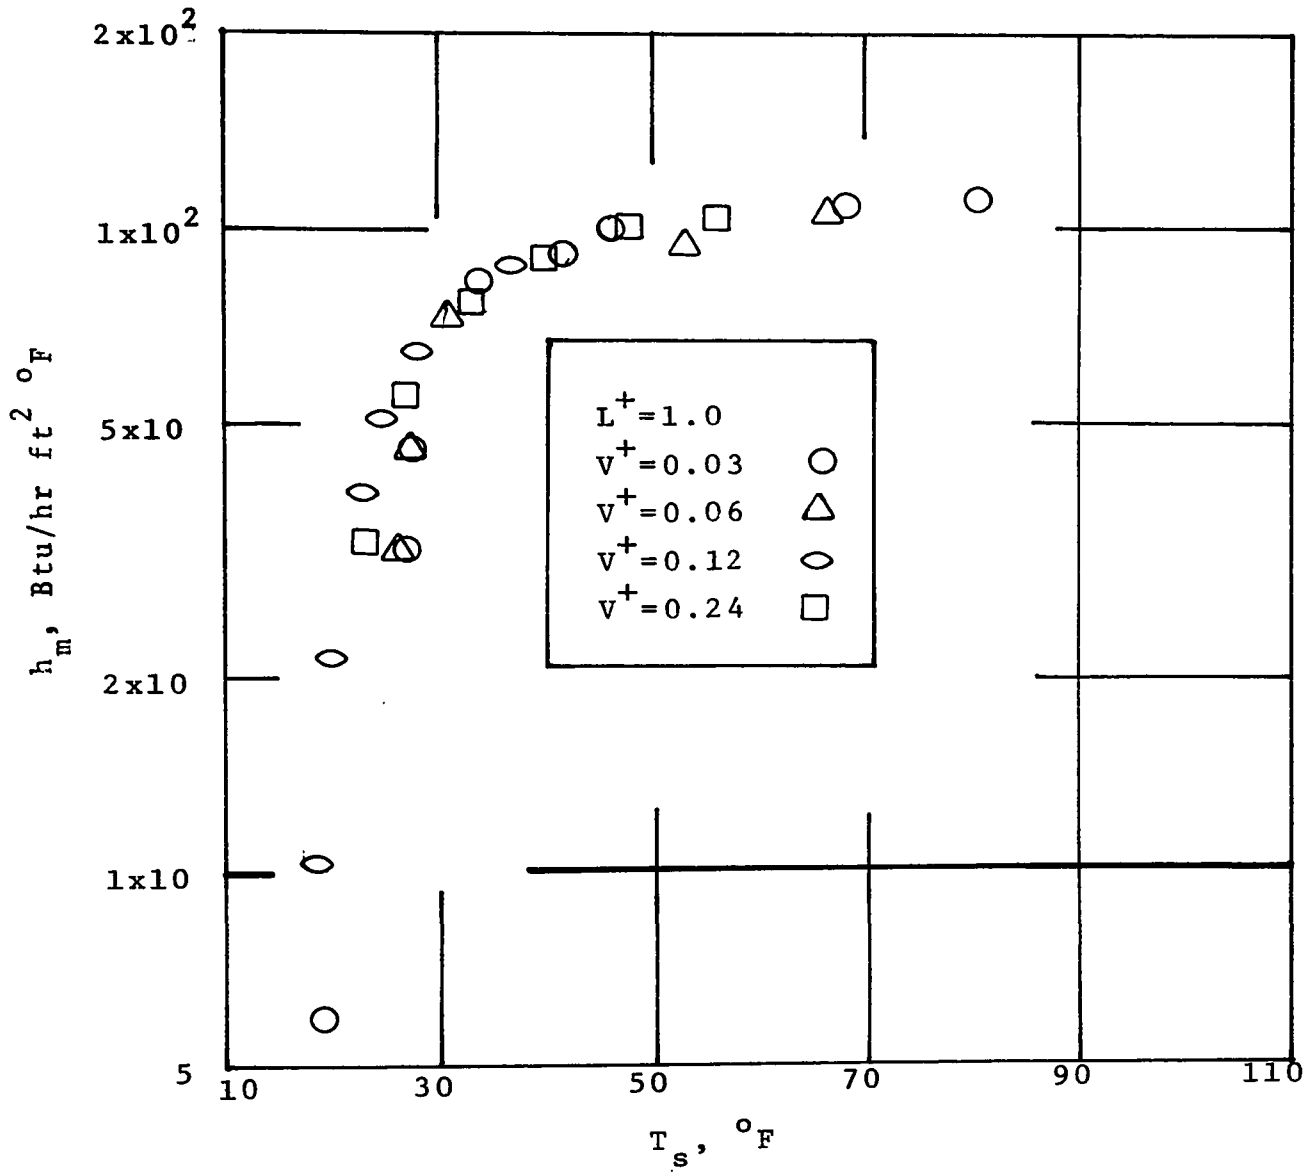 2x10²
1x10²
5x10
2x10
1x10
5
h_m, Btu/hr ft² °F
L⁺=1.0
V⁺=0.03
V⁺=0.06
V⁺=0.12
V⁺=0.24
10 30 50 70 90 110
T_s, °F